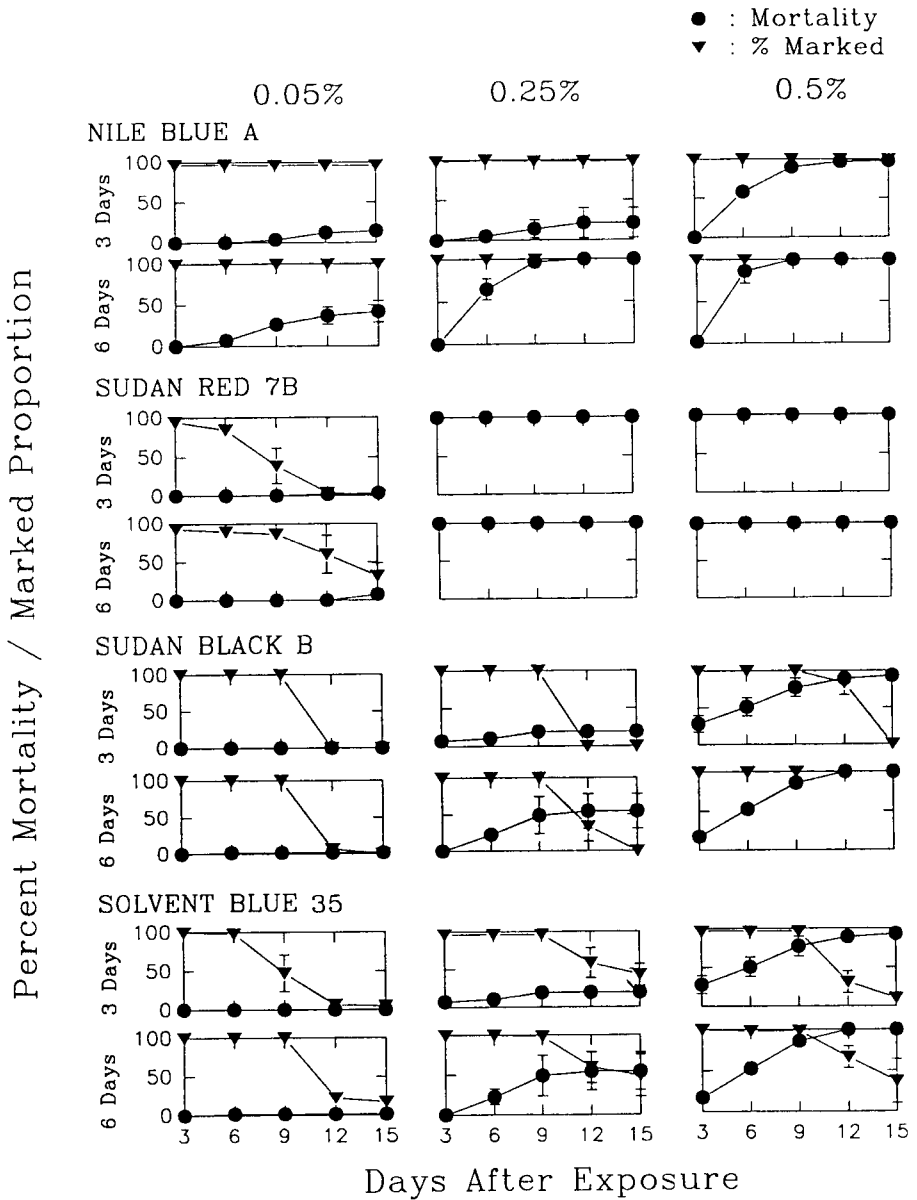 ● : Mortality
▼ : % Marked
0.05% 0.25% 0.5%
NILE BLUE A
100
50
0
3 Days
100
50
0
6 Days
SUDAN RED 7B
100
50
0
3 Days
100
50
0
6 Days
SUDAN BLACK B
100
50
0
3 Days
100
50
0
6 Days
SOLVENT BLUE 35
100
50
0
3 Days
100
50
0
6 Days
3 6 9 12 15 3 6 9 12 15 3 6 9 12 15
Days After Exposure
Percent Mortality / Marked Proportion